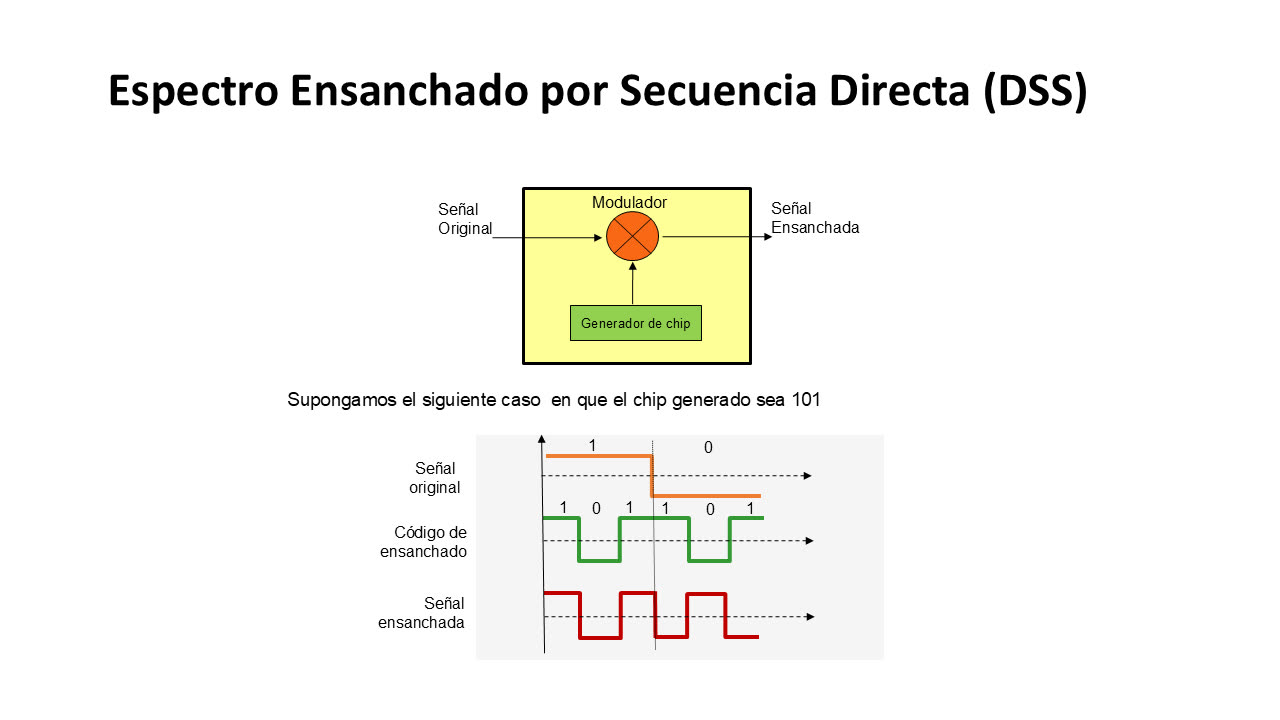 Espectro Ensanchado por Secuencia Directa (DSS)
Modulador
Señal
Original
Señal
Ensanchada
Generador de chip
Supongamos el siguiente caso en que el chip generado sea 101
1
0
Señal
original
1 0 1 1 0 1
Código de
ensanchado
Señal
ensanchada